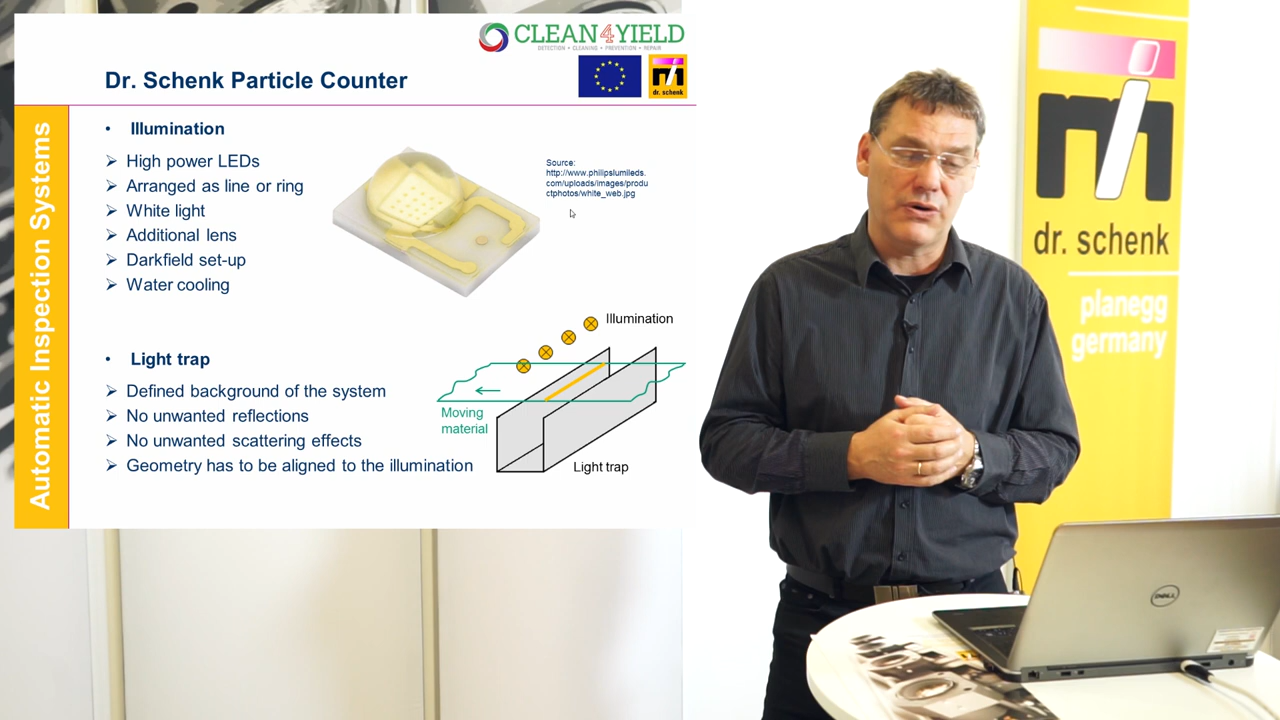 CLEAN4YIELD
DETECTION • CLEANING • PREVENTION • REPAIR
Dr. Schenk Particle Counter
dr. schenk
Automatic Inspection Systems
• Illumination
➢ High power LEDs
➢ Arranged as line or ring
➢ White light
➢ Additional lens
➢ Darkfield set-up
➢ Water cooling
Source:
http://www.philipslumileds.
com/uploads/images/produ
ctphotos/white_web.jpg
• Light trap
➢ Defined background of the system
➢ No unwanted reflections
➢ No unwanted scattering effects
➢ Geometry has to be aligned to the illumination
Illumination
Moving
material
Light trap
dr. schenk
planegg
germany
DELL